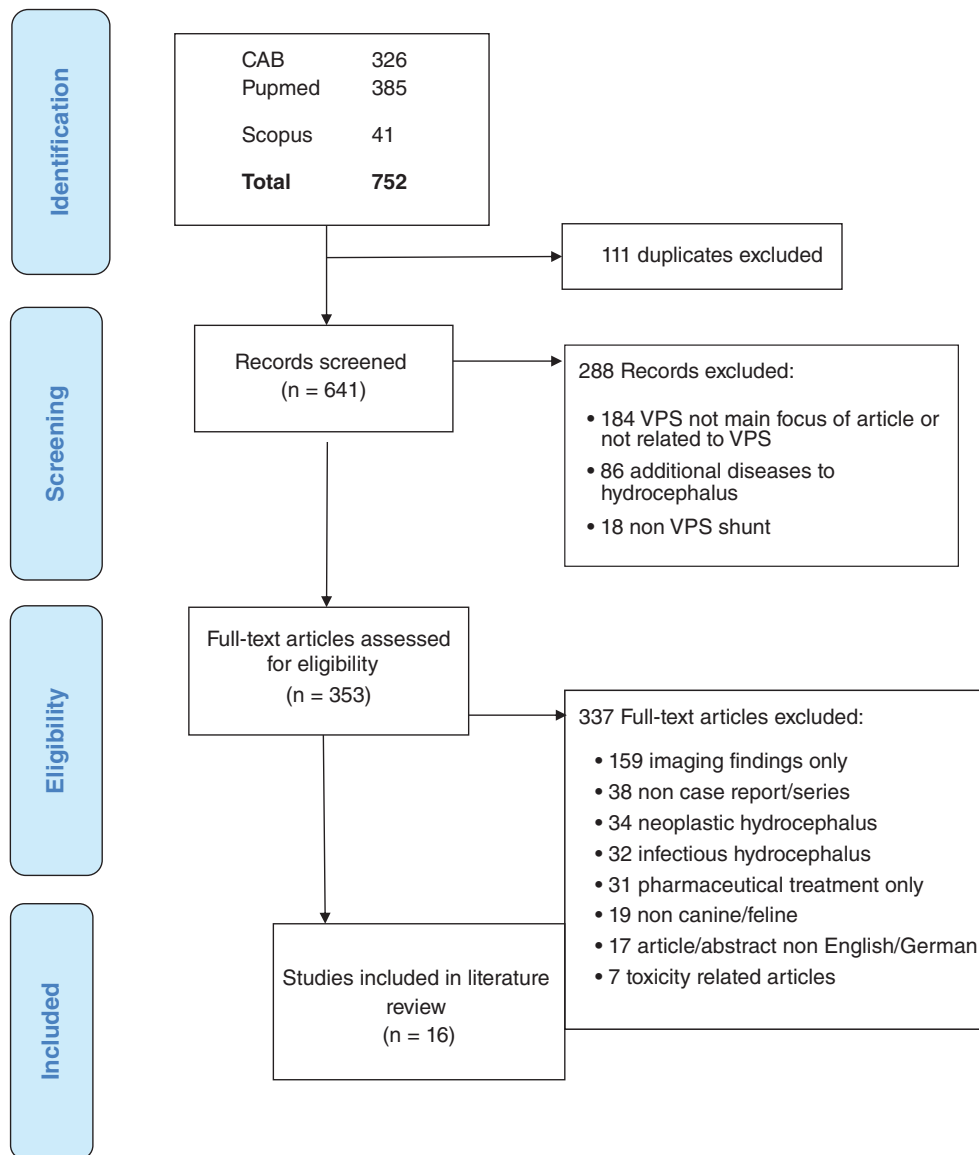 Identification
CAB 326
Pupmed 385
Scopus 41
Total 752
111 duplicates excluded
Screening
Records screened
(n = 641)
288 Records excluded:
• 184 VPS not main focus of article or
not related to VPS
• 86 additional diseases to
hydrocephalus
• 18 non VPS shunt
Eligibility
Full-text articles assessed
for eligibility
(n = 353)
337 Full-text articles excluded:
• 159 imaging findings only
• 38 non case report/series
• 34 neoplastic hydrocephalus
• 32 infectious hydrocephalus
• 31 pharmaceutical treatment only
• 19 non canine/feline
• 17 article/abstract non English/German
• 7 toxicity related articles
Included
Studies included in literature
review
(n = 16)